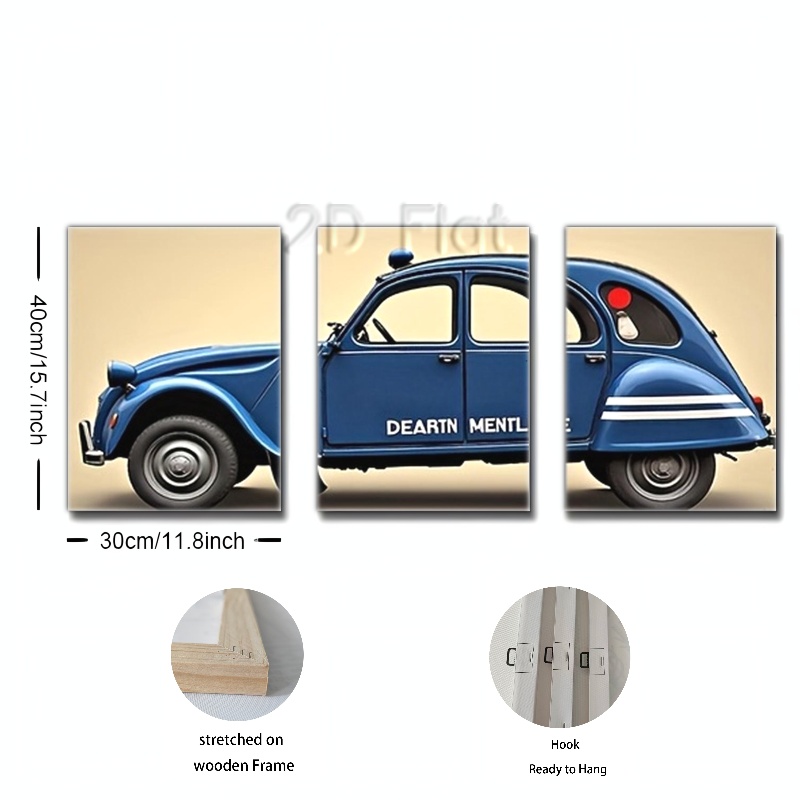 2D Flat
40cm/15.7inch
DEARTN MENTL E
30cm/11.8inch
stretched on
wooden Frame
Hook
Ready to Hang